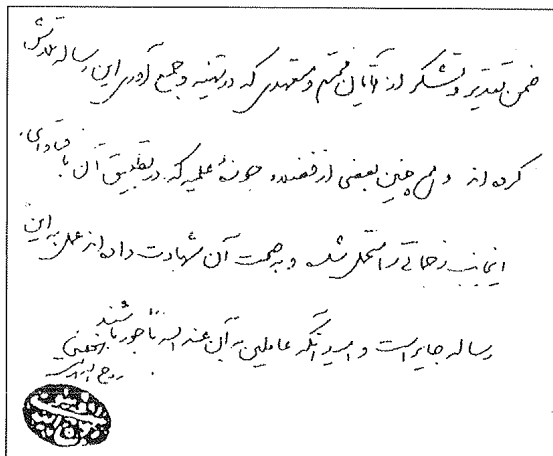 ضمن تقدیر و تشکر از آقایان محترم و متعهدی که در تهیه و جمع آوری این رساله تلاش
کرده اند و همچنین بعضی از فضلاء حوزهٔ علمیه که در تطبیق آن با فتاوای
اینجانب زحماتی را متحمل شده و به صحت آن شهادت داده اند عمل به این
رساله جایز است و امید آنکه عاملین به آن عند الله مأجور باشند
روح الله الموسوی الخمینی